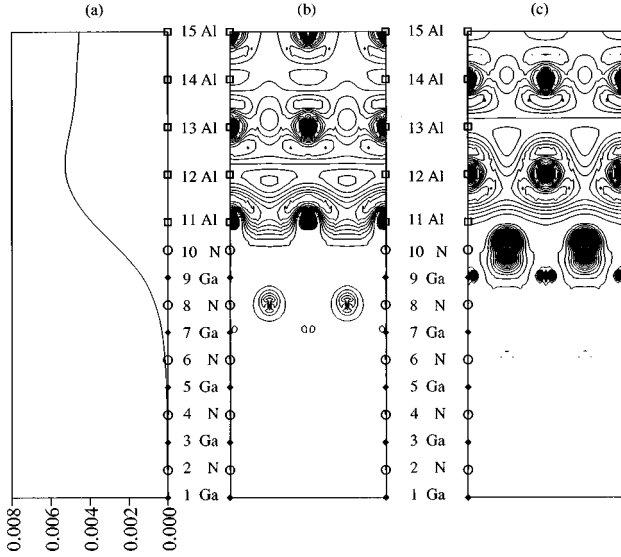 (a) (b) (c)
15 Al 15 Al
14 Al 14 Al
13 Al 13 Al
12 Al 12 Al
11 Al 11 Al
10 N 10 N
9 Ga 9 Ga
8 N 8 N
7 Ga 7 Ga
6 N 6 N
5 Ga 5 Ga
4 N 4 N
3 Ga 3 Ga
2 N 2 N
1 Ga 1 Ga
0.008 0.006 0.004 0.002 0.000